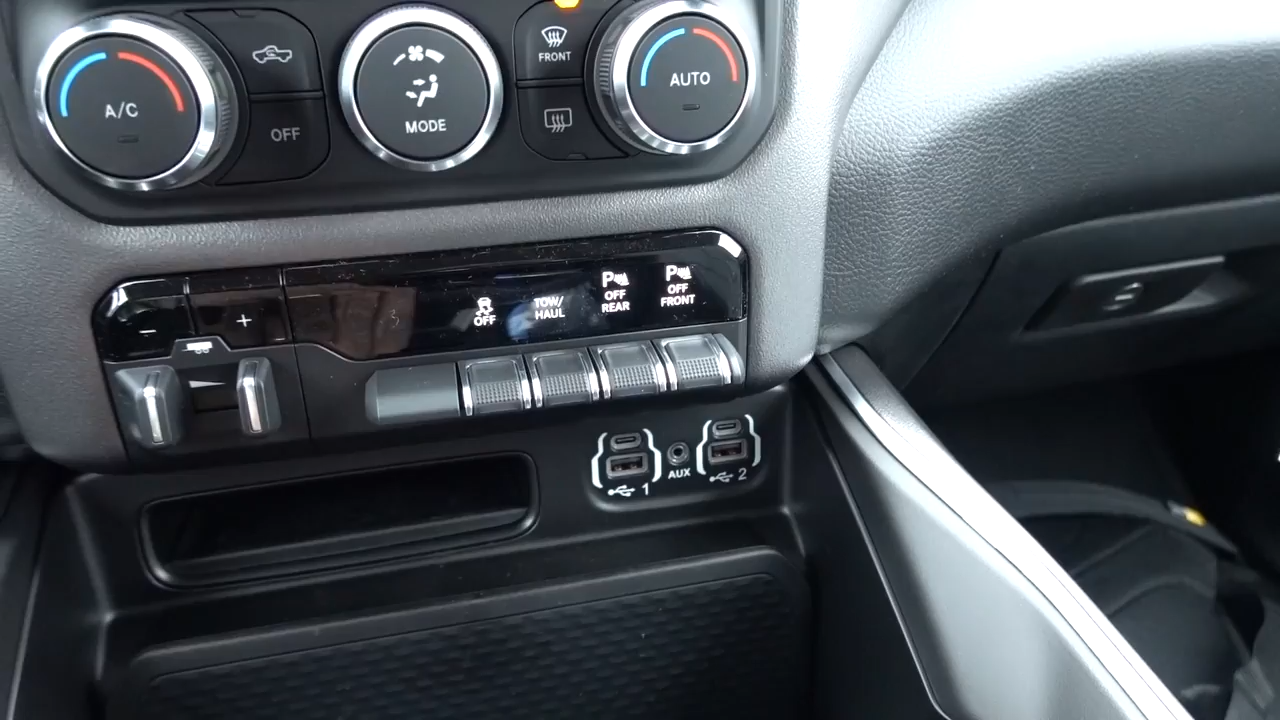 A/C
OFF
MODE
FRONT
AUTO
- +
OFF
TOW/
HAUL
P
OFF
REAR
P
OFF
FRONT
1
AUX
2